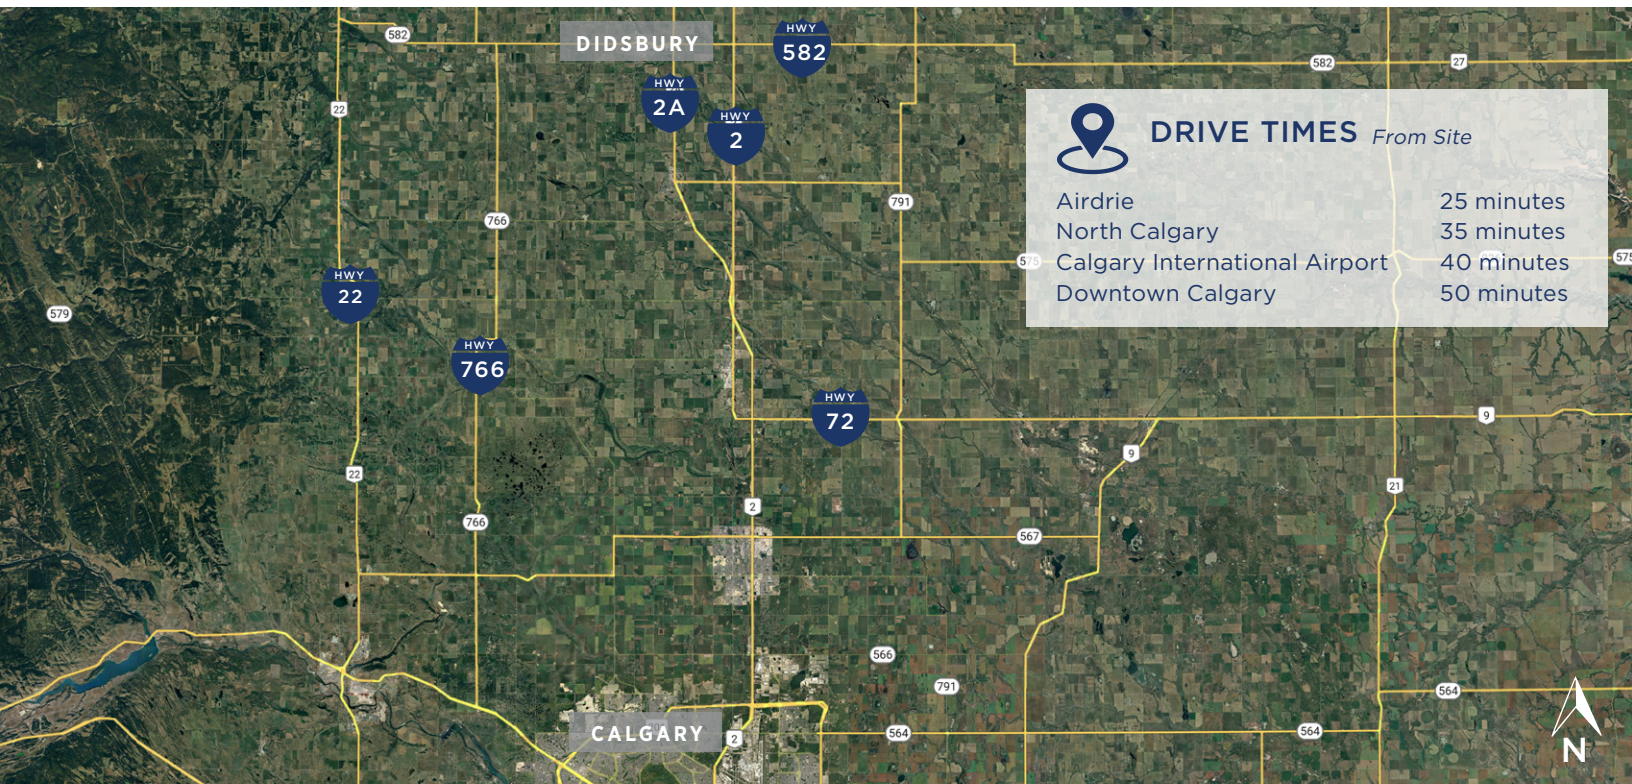 582
DIDSBURY
HWY
582
582
27
HWY
2A
HWY
2
22
DRIVE TIMES From Site
Airdrie 25 minutes
North Calgary 35 minutes
Calgary International Airport 40 minutes
Downtown Calgary 50 minutes
791
766
575
575
HWY
22
579
HWY
766
HWY
72
9
9
22
21
2
766
567
566
791
564
CALGARY
2
564
564
N